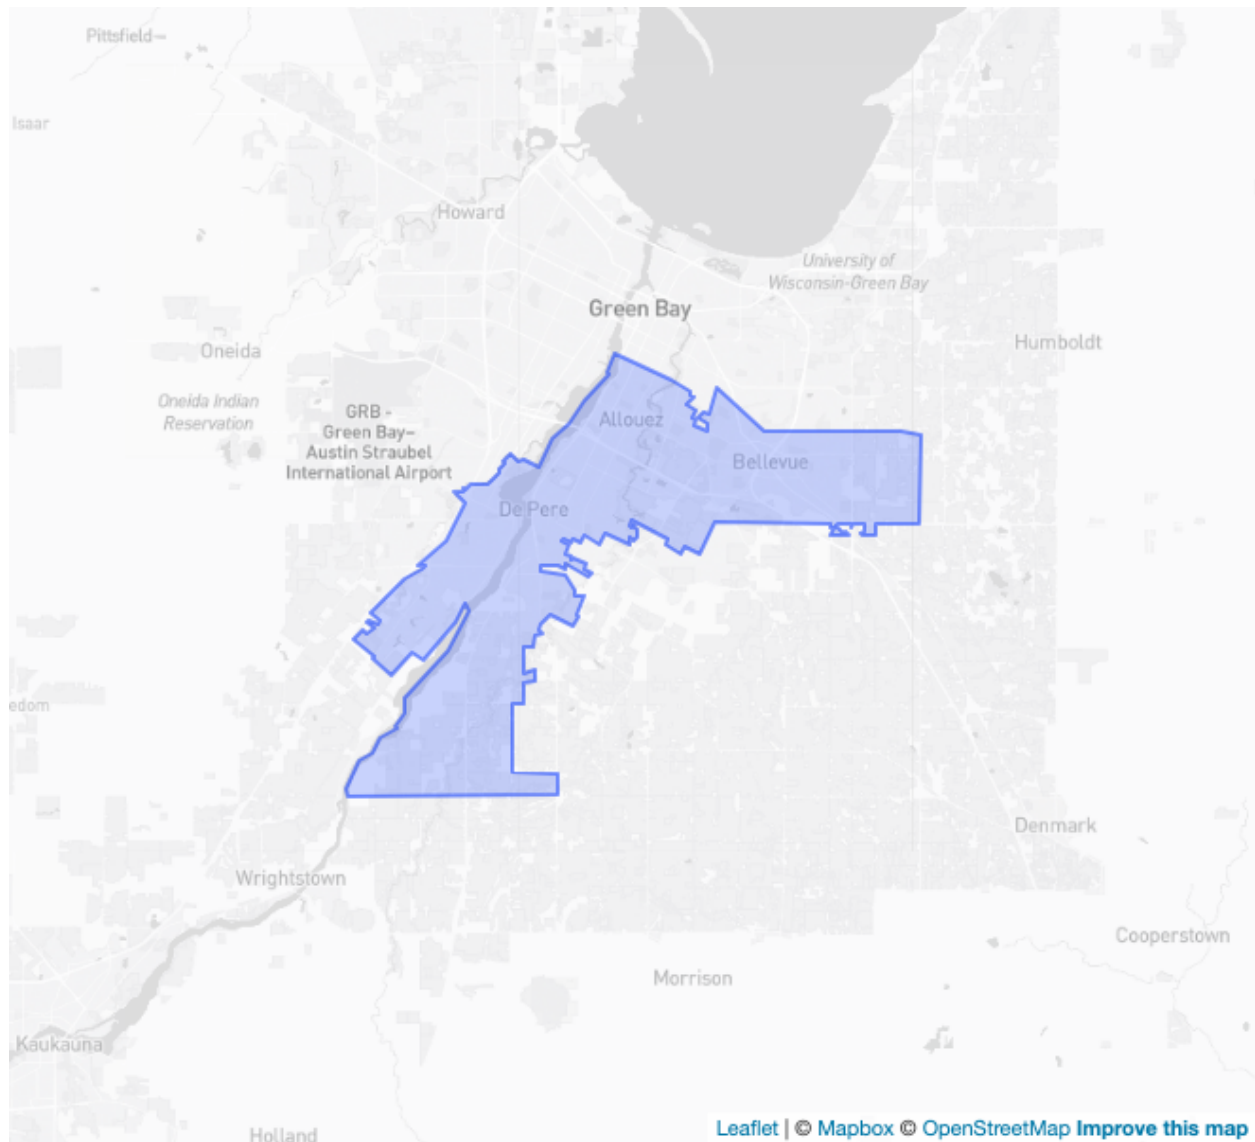 Pittsfield
Isaar
Howard
University of
Wisconsin-Green Bay
Green Bay
Humboldt
Oneida
Oneida Indian
Reservation
GRB -
Green Bay–
Austin Straubel
International Airport
Allouez
Bellevue
De Pere
edom
Denmark
Wrightstown
Cooperstown
Morrison
Kaukauna
Holland
Leaflet | © Mapbox © OpenStreetMap Improve this map